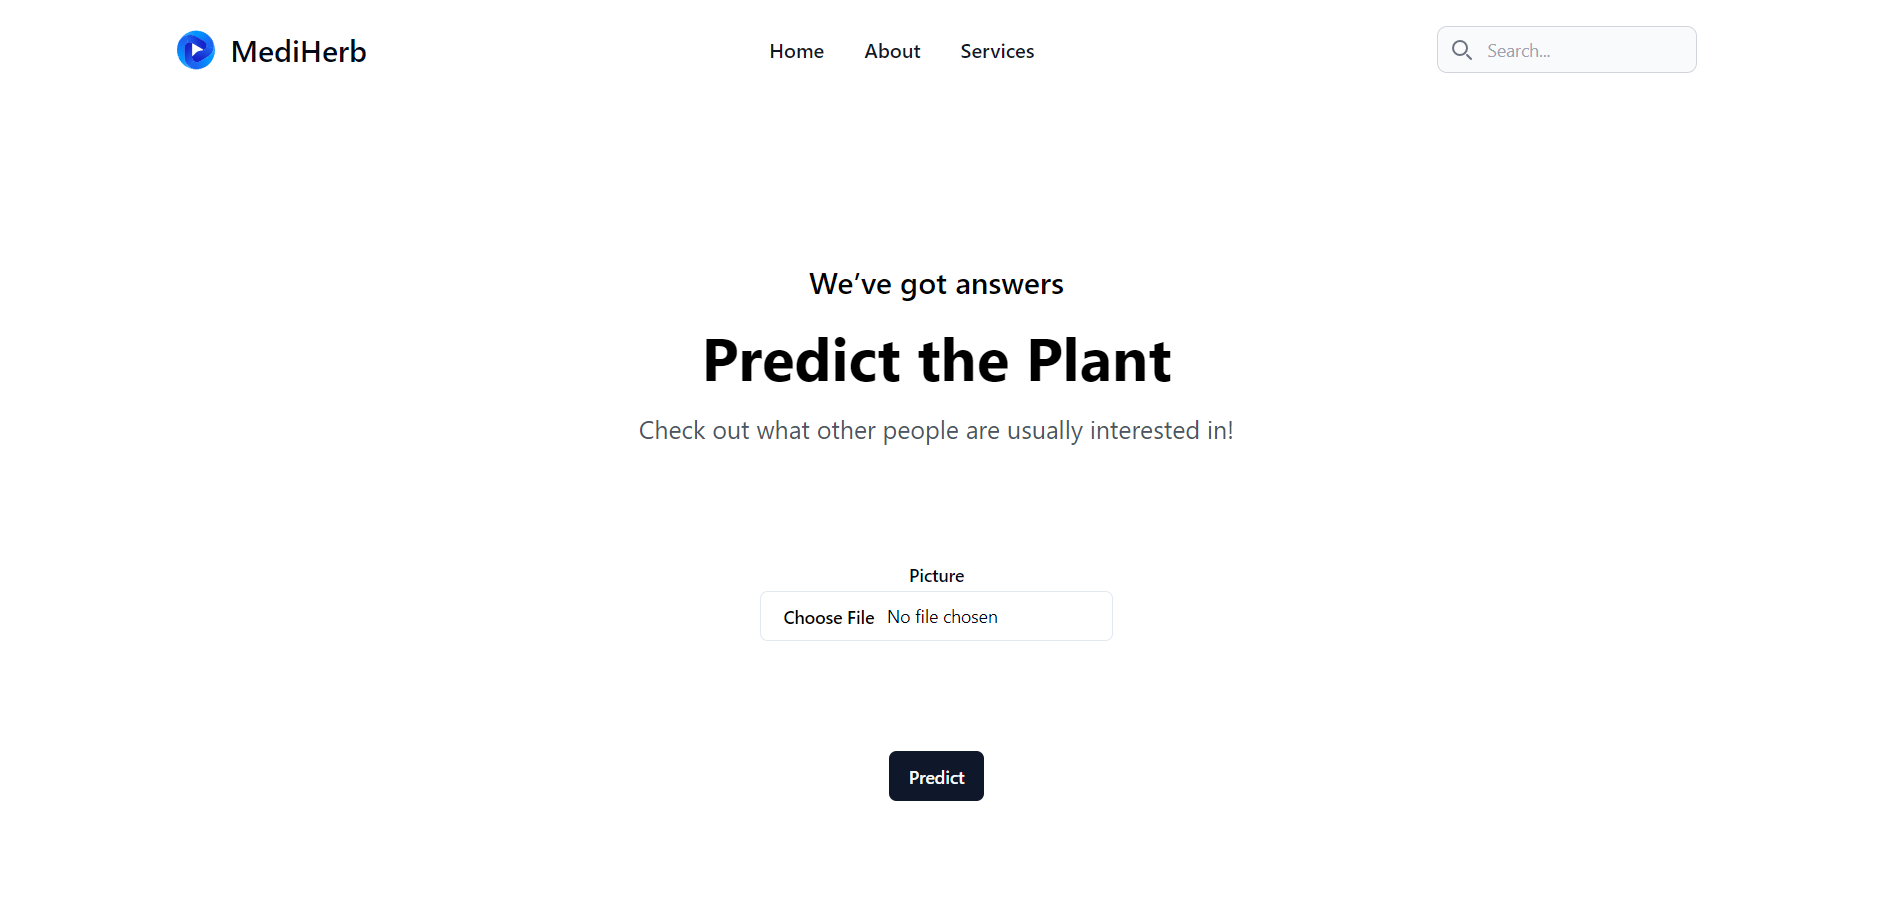 MediHerb
Home About Services
Search...
We’ve got answers
Predict the Plant
Check out what other people are usually interested in!
Picture
Choose File No file chosen
Predict